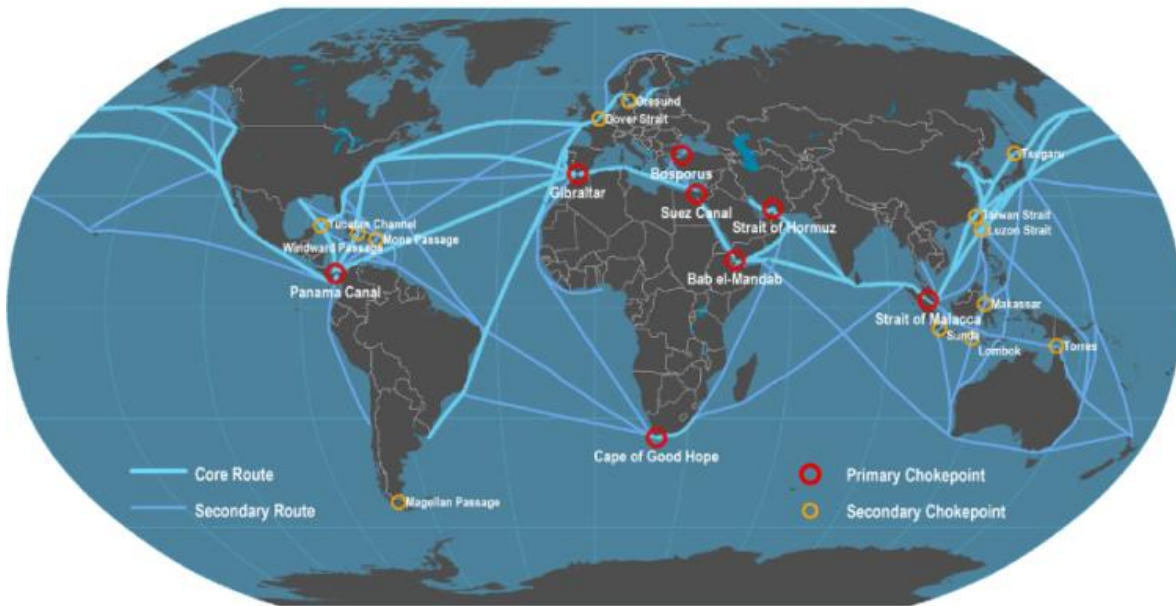 Oresund
Dover Strait
Tsugaru
Bosporus
Gibraltar
Suez Canal
Strait of Hormuz
Taiwan Strait
Luzon Strait
Yucatan Channel
Windward Passage
Mona Passage
Bab el-Mandab
Panama Canal
Makassar
Strait of Malacca
Sunda
Lombok
Torres
Cape of Good Hope
Core Route
Primary Chokepoint
Magellan Passage
Secondary Route
Secondary Chokepoint